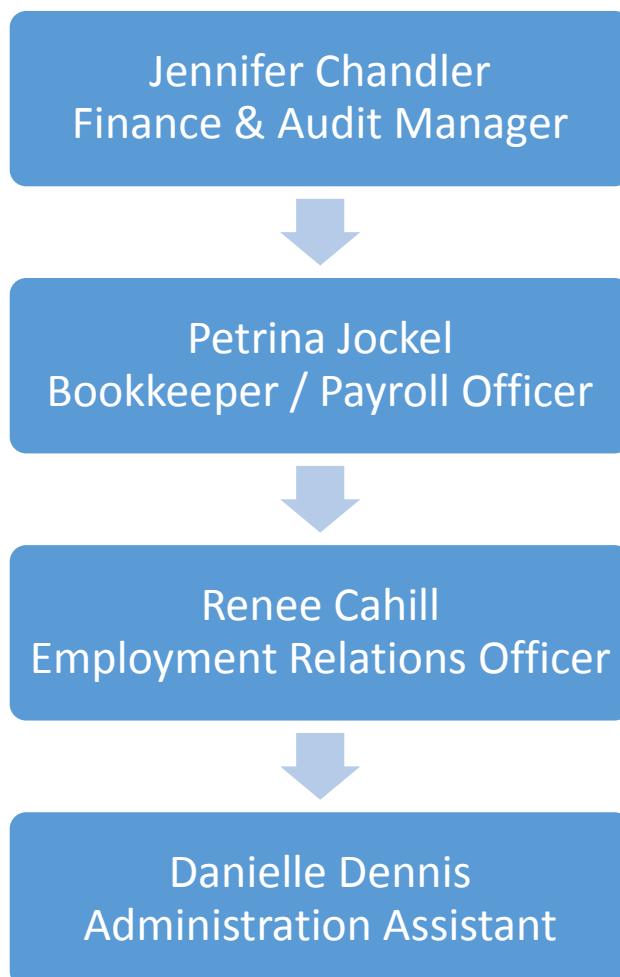 Jennifer Chandler
Finance & Audit Manager
Petrina Jockel
Bookkeeper / Payroll Officer
Renee Cahill
Employment Relations Officer
Danielle Dennis
Administration Assistant